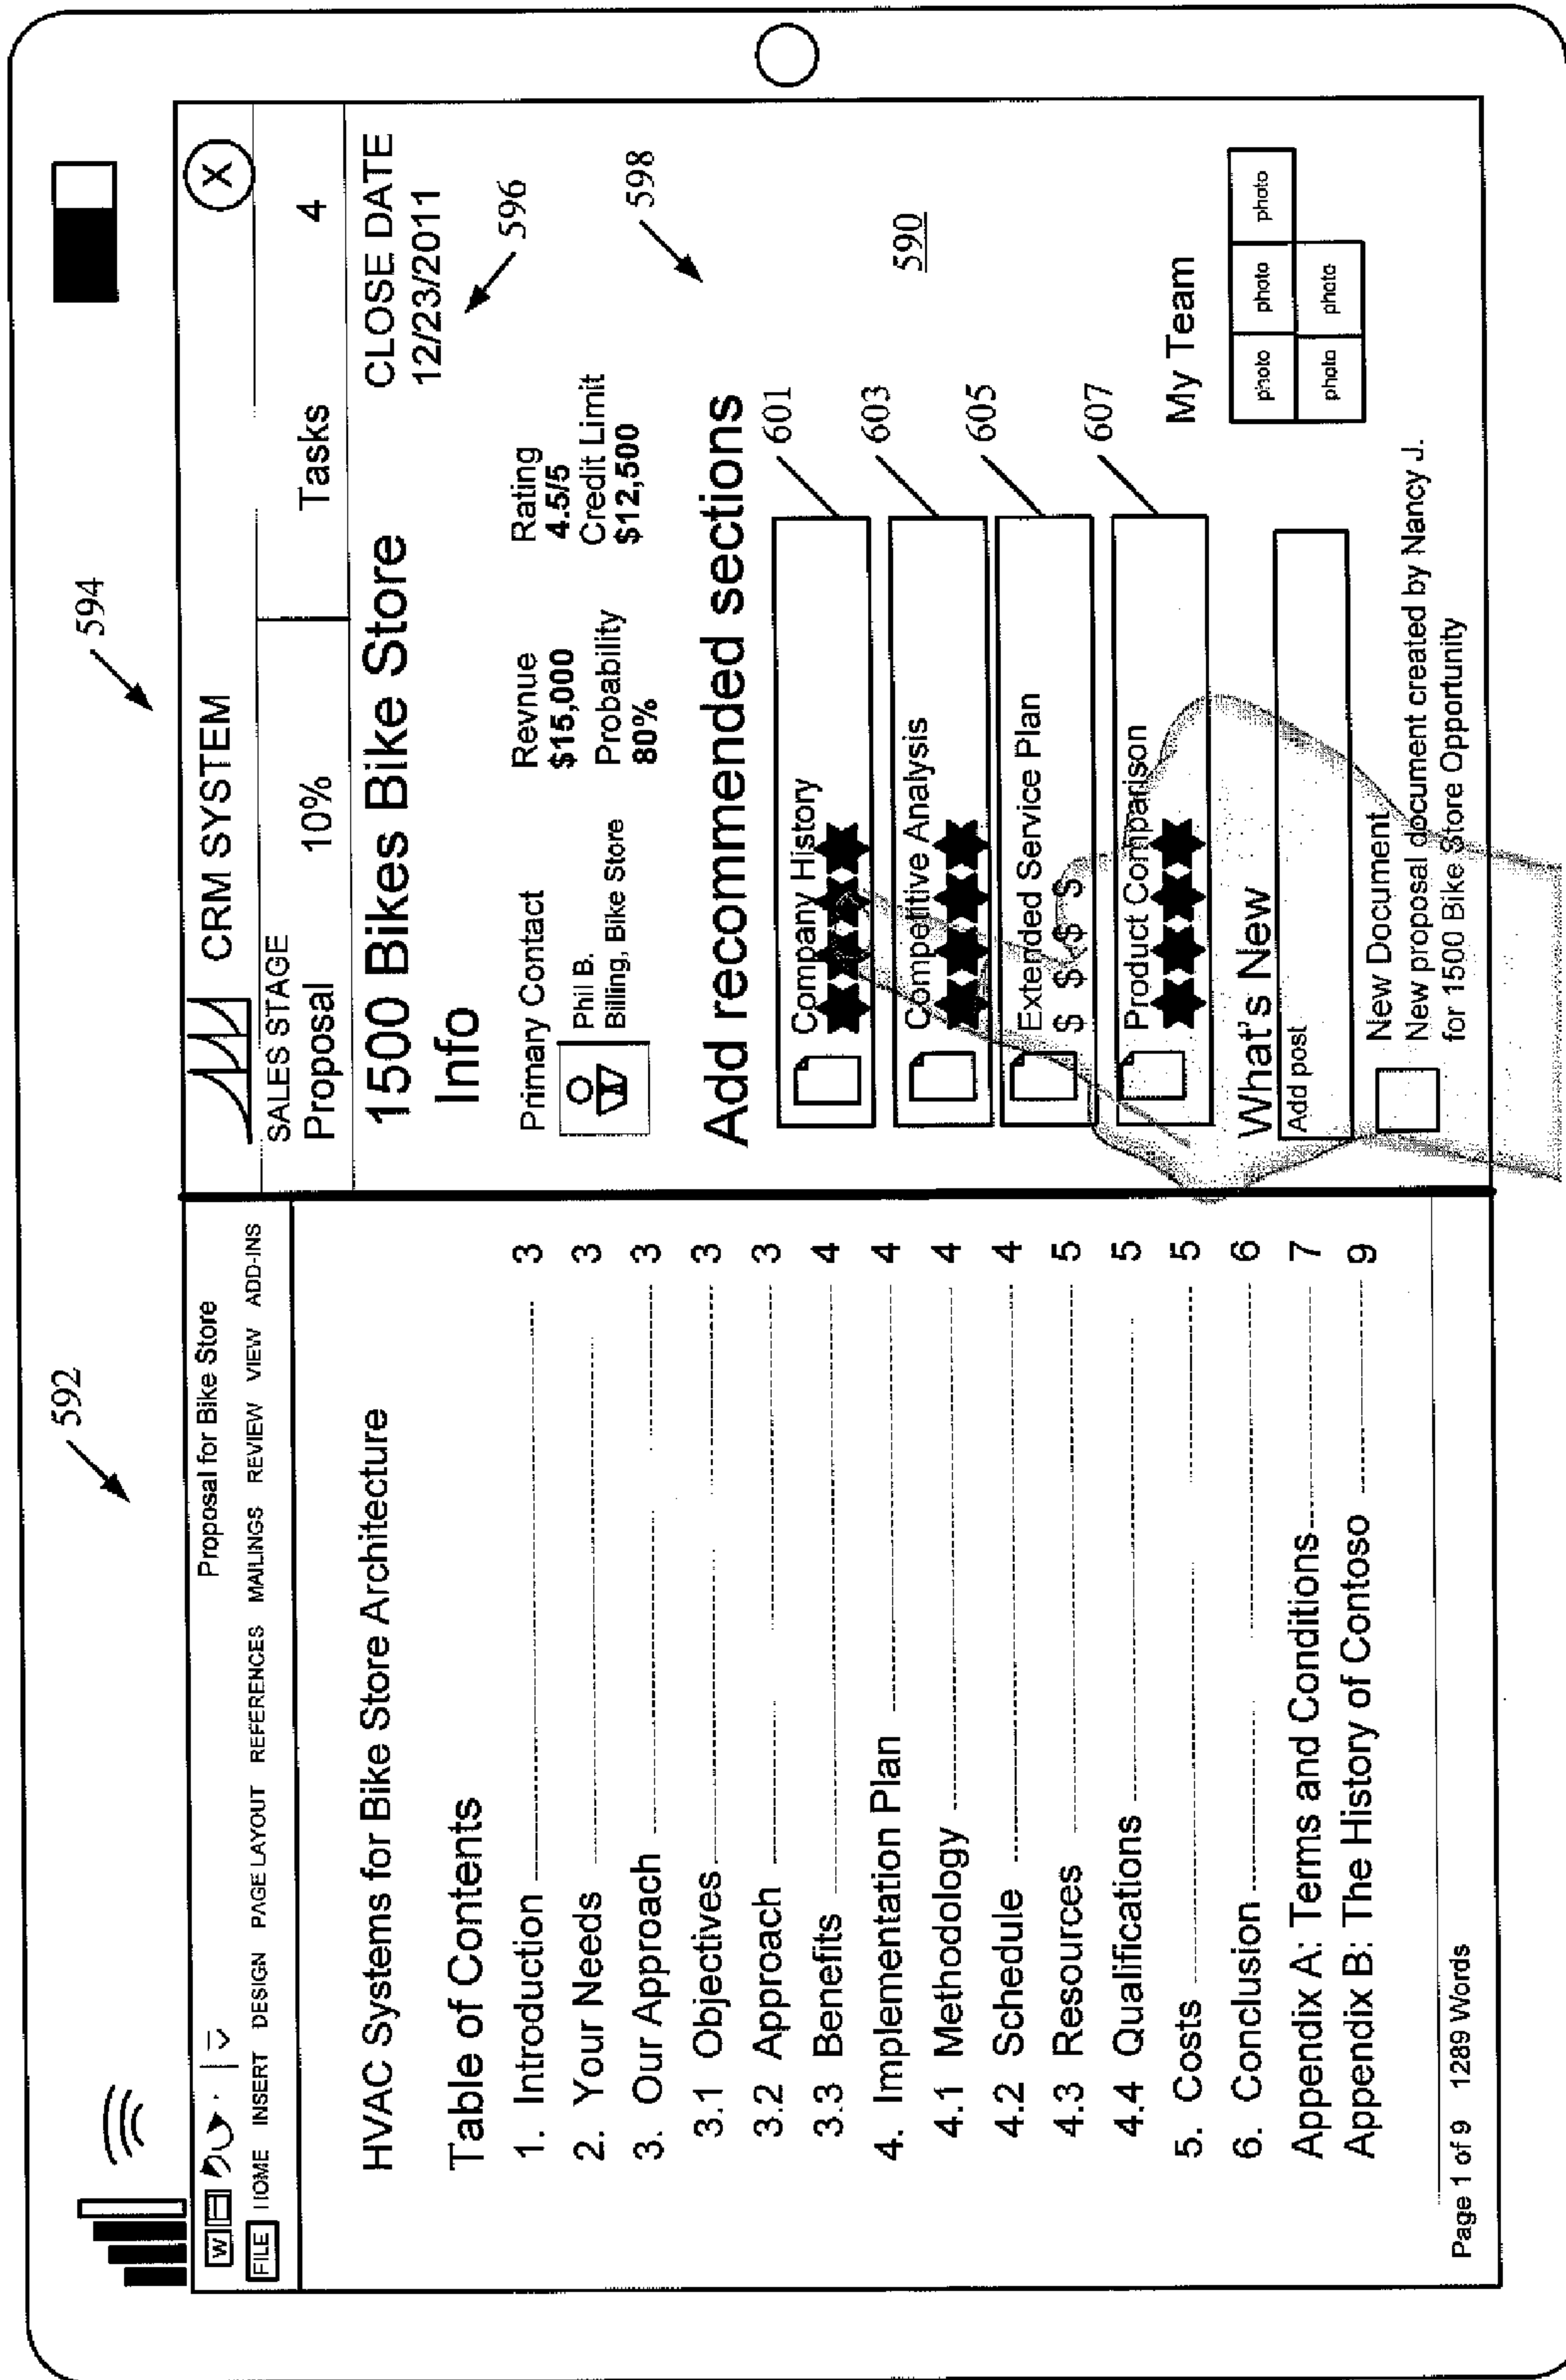 592
594
W
Proposal for Bike Store
FILE HOME INSERT DESIGN PAGE LAYOUT REFERENCES MAILINGS REVIEW VIEW ADD-INS
HVAC Systems for Bike Store Architecture
Table of Contents
1. Introduction 3
2. Your Needs 3
3. Our Approach 3
3.1 Objectives 3
3.2 Approach 3
3.3 Benefits 4
4. Implementation Plan 4
4.1 Methodology 4
4.2 Schedule 4
4.3 Resources 5
4.4 Qualifications 5
5. Costs 5
6. Conclusion 6
Appendix A: Terms and Conditions 7
Appendix B: The History of Contoso 9
Page 1 of 9 1289 Words
CRM SYSTEM X
SALES STAGE
Proposal 10% Tasks 4
1500 Bikes Bike Store CLOSE DATE
12/23/2011
Info
596
Primary Contact Revnue Rating
Phil B. $15,000 4.5/5
Billing, Bike Store Probability Credit Limit
80% $12,500
598
Add recommended sections
601
Company History
603
Competitive Analysis
590
605
Extended Service Plan
$ $ $ $
607
Product Comparison
My Team
What's New
photo photo photo
photo photo
Add post
New Document
New proposal document created by Nancy J.
for 1500 Bike Store Opportunity